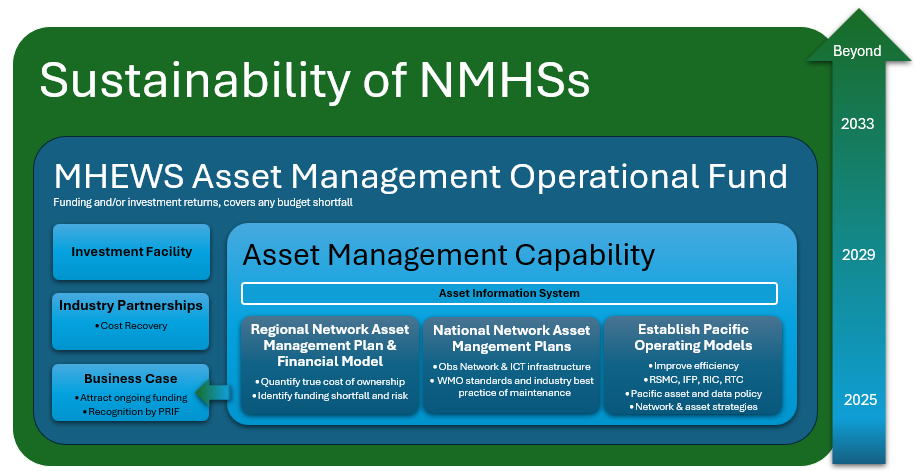 Sustainability of NMHSs
MHEWS Asset Management Operational Fund
Funding and/or investment returns, covers any budget shortfall
Investment Facility
Industry Partnerships
•Cost Recovery
Business Case
•Attract ongoing funding
•Recognition by PRIF
Asset Management Capability
Asset Information System
Regional Network Asset
Management Plan &
Financial Model
•Quantify true cost of ownership
•Identify funding shortfall and risk
National Network Asset
Mangement Plans
•Obs Network & ICT infrastructure
•WMO standards and industry best
practice of maintenance
Establish Pacific
Operating Models
•Improve efficiency
•RSMC, IFP, RIC, RTC
•Pacific asset and data policy
•Network & asset strategies
Beyond
2033
2029
2025